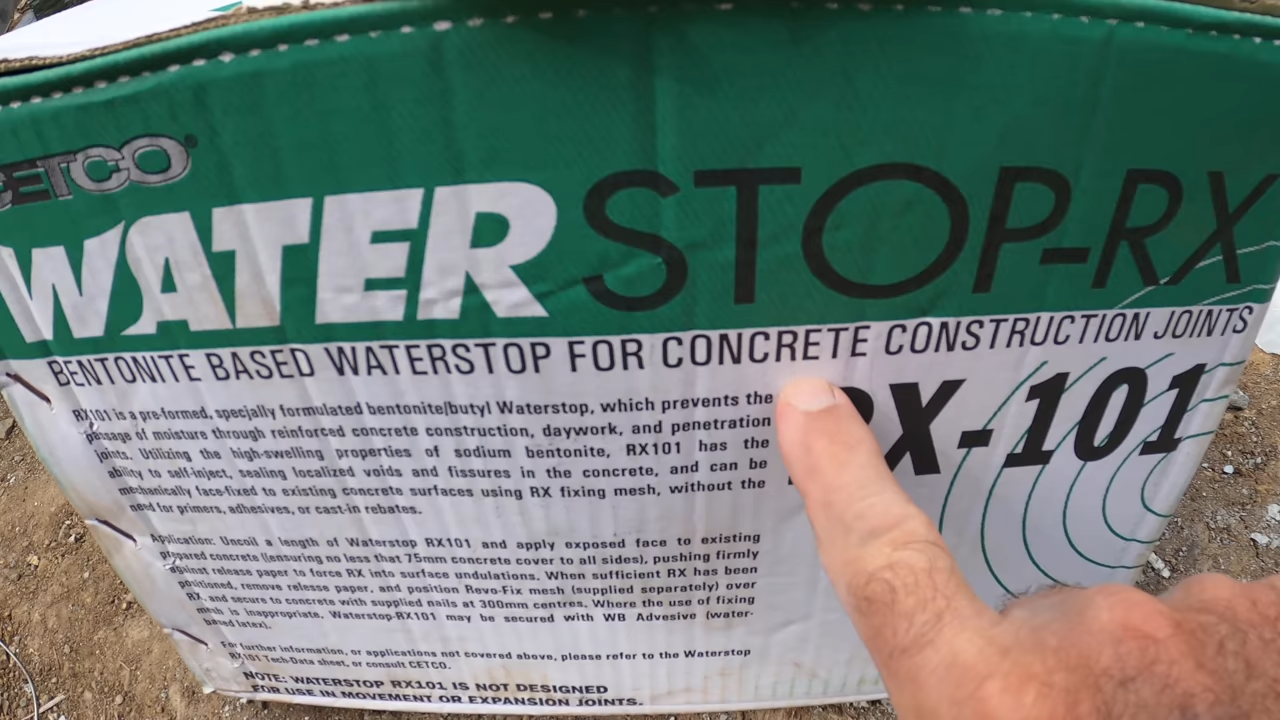 CETCO®
WATERSTOP-RX
BENTONITE BASED WATERSTOP FOR CONCRETE CONSTRUCTION JOINTS
RX-101
RX101 is a pre-formed, specially formulated bentonite/butyl Waterstop, which prevents the
passage of moisture through reinforced concrete construction, daywork, and penetration
joints. Utilizing the high-swelling properties of sodium bentonite, RX101 has the
ability to self-inject, sealing localized voids and fissures in the concrete, and can be
mechanically face-fixed to existing concrete surfaces using RX fixing mesh, without the
need for primers, adhesives, or cast-in rebates.
Application: Uncoil a length of Waterstop RX101 and apply exposed face to existing
prepared concrete (ensuring no less that 75mm concrete cover to all sides), pushing firmly
against release paper to force RX into surface undulations. When sufficient RX has been
positioned, remove relesse paper, and position Revo-Fix mesh (supplied separately) over
RX, and secure to concrete with supplied nails at 300mm centres. Where the use of fixing
mesh is inappropriate, Waterstop-RX101 may be secured with WB Advesive (water-
based latex).
For further information, or applications not covered above, please refer to the Waterstop
RX101 Tech-Data sheet, or consult CETCO.
NOTE: WATERSTOP RX101 IS NOT DESIGNED
FOR USE IN MOVEMENT OR EXPANSION JOINTS.